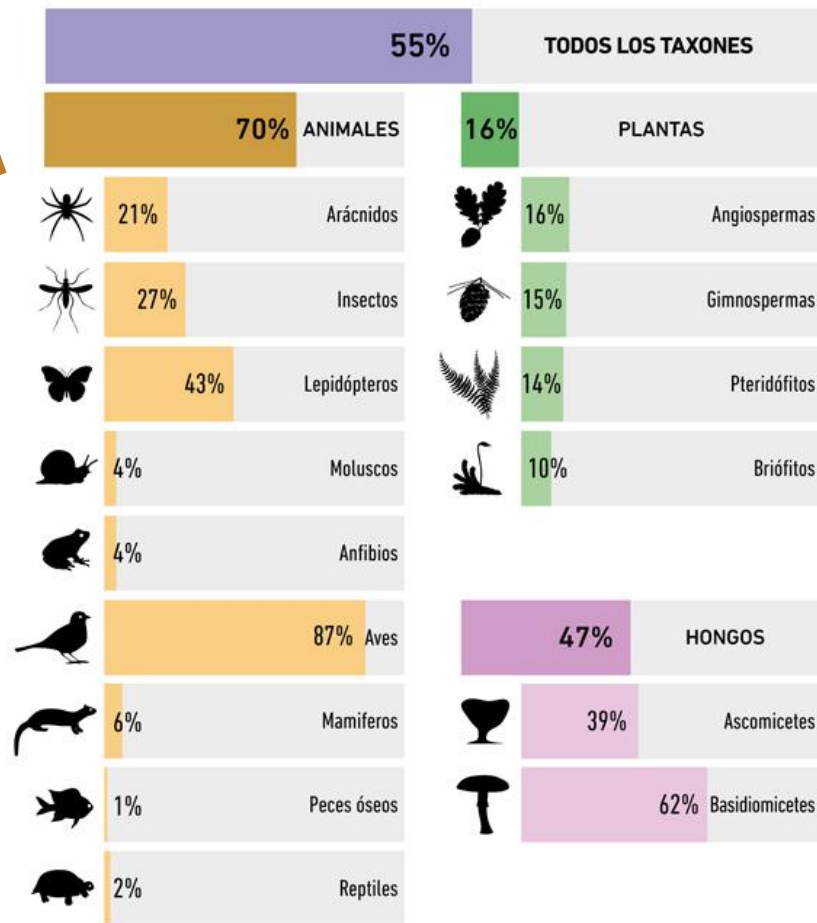 55% TODOS LOS TAXONES
70% ANIMALES
21% Arácnidos
27% Insectos
43% Lepidópteros
4% Moluscos
4% Anfibios
87% Aves
6% Mamiferos
1% Peces óseos
2% Reptiles
16% PLANTAS
16% Angiospermas
15% Gimnospermas
14% Pteridófitos
10% Briófitos
47% HONGOS
39% Ascomicetes
62% Basidiomicetes